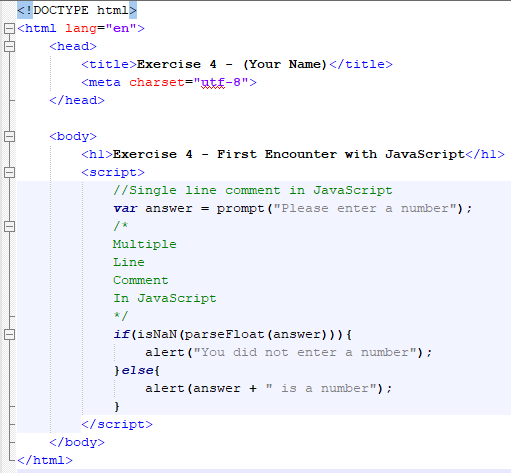 <!DOCTYPE html>
<html lang="en">
<head>
<title>Exercise 4 - (Your Name)</title>
<meta charset="utf-8">
</head>
<body>
<h1>Exercise 4 - First Encounter with JavaScript</h1>
<script>
//Single line comment in JavaScript
var answer = prompt("Please enter a number");
/*
Multiple
Line
Comment
In JavaScript
*/
if(isNaN(parseFloat(answer))){
alert("You did not enter a number");
}else{
alert(answer + " is a number");
}
</script>
</body>
</html>